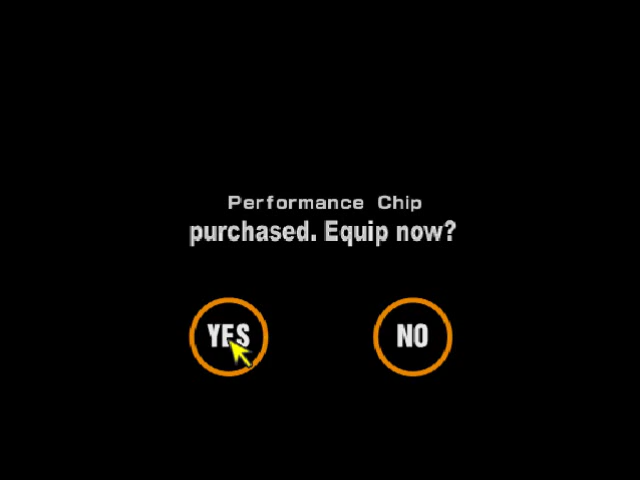 Performance Chip
purchased. Equip now?
YES NO